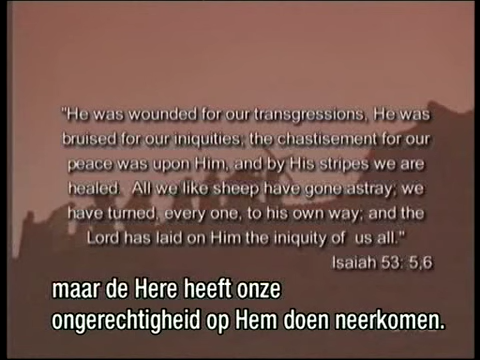 "He was wounded for our transgressions, He was
bruised for our iniquities; the chastisement for our
peace was upon Him, and by His stripes we are
healed. All we like sheep have gone astray; we
have turned, every one, to his own way; and the
Lord has laid on Him the iniquity of us all."
Isaiah 53: 5,6
maar de Here heeft onze
ongerechtigheid op Hem doen neerkomen.